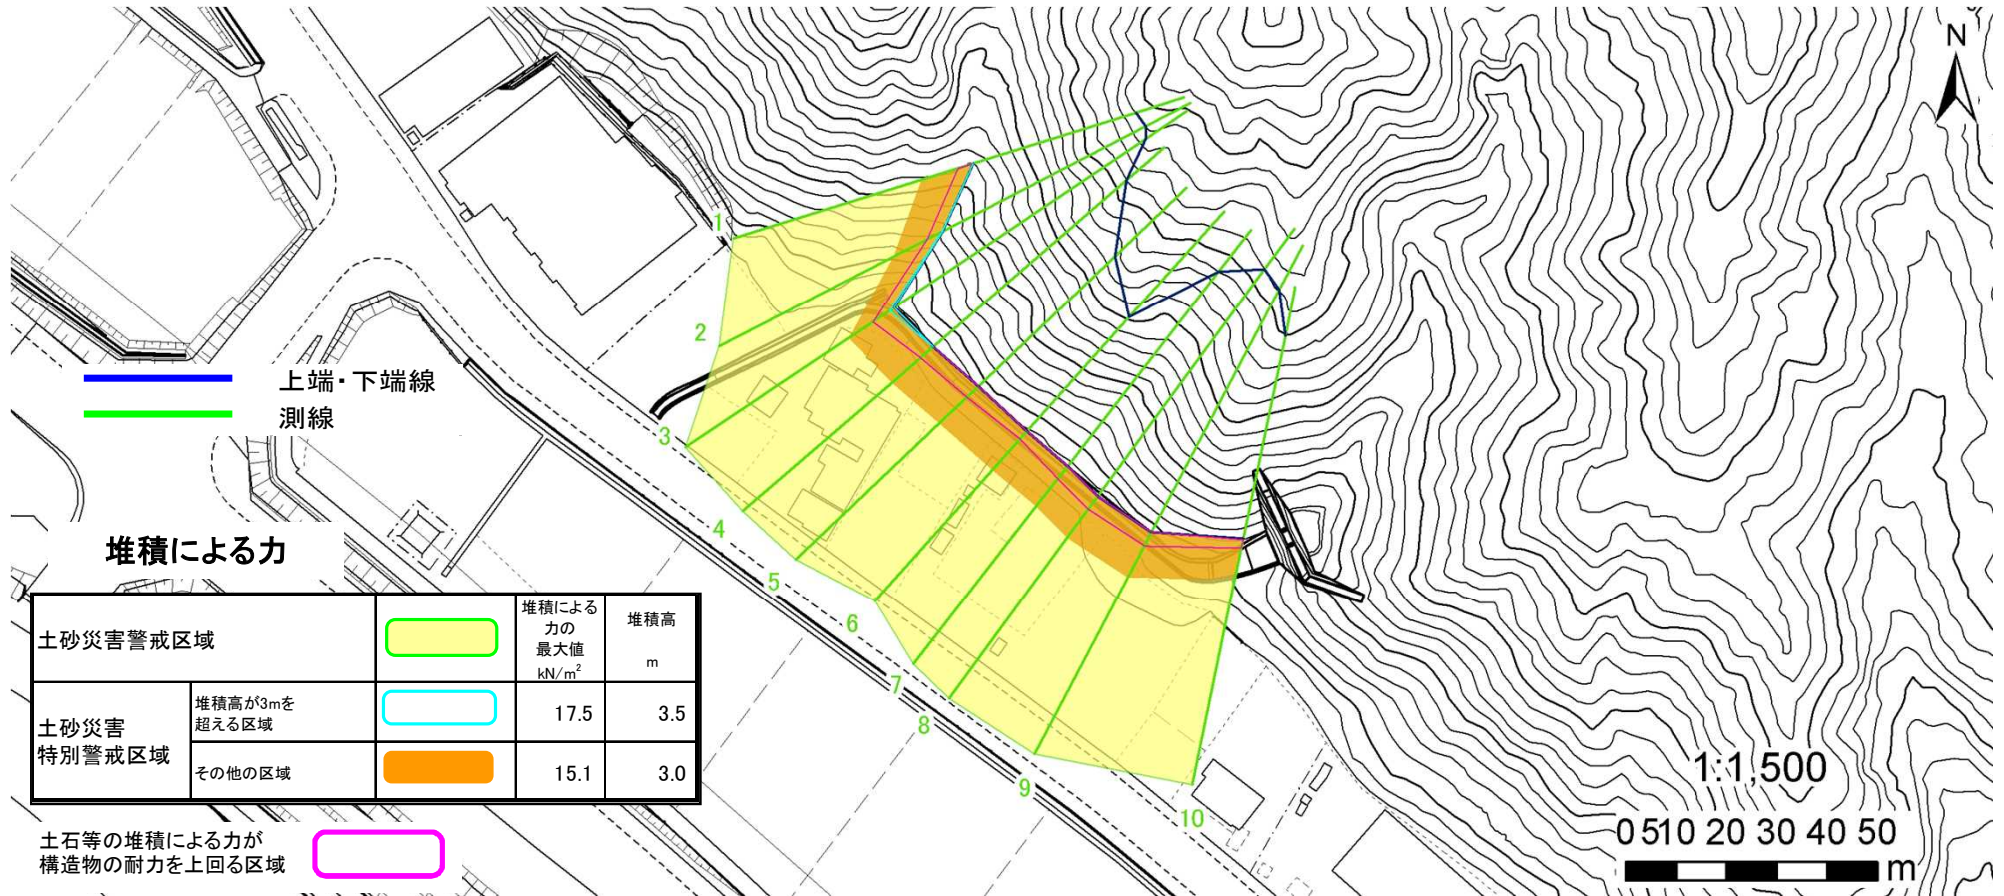 N
1
2
3
4
5
6
7
8
9
10
上端・下端線
測線
堆積による力
土砂災害警戒区域
堆積による
力の
最大値
kN/m²
堆積高
m
土砂災害
特別警戒区域
堆積高が3mを
超える区域
17.5
3.5
その他の区域
15.1
3.0
土石等の堆積による力が
構造物の耐力を上回る区域
1:1,500
0 5 10 20 30 40 50
m